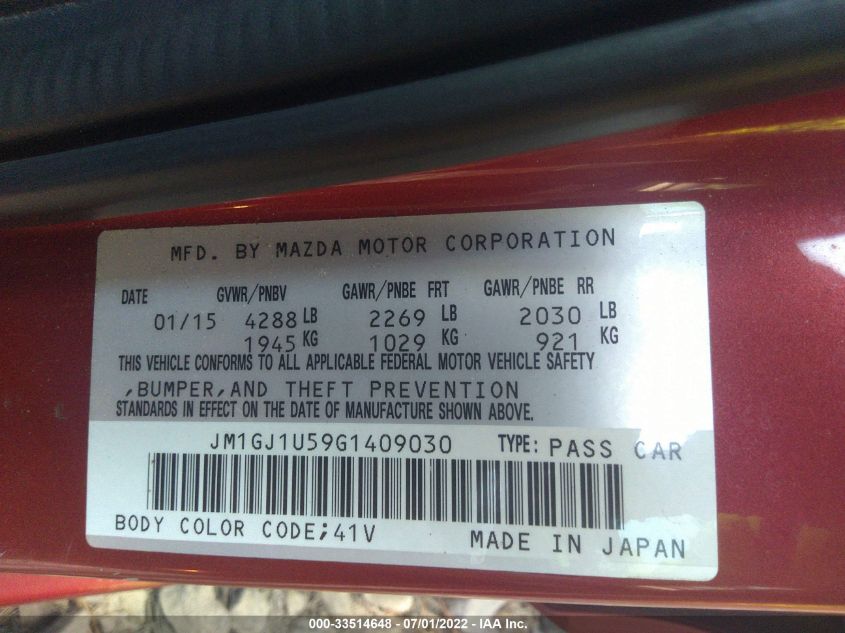 MFD. BY MAZDA MOTOR CORPORATION
DATE GVWR/PNBV GAWR/PNBE FRT GAWR/PNBE RR
01/15 4288 LB 2269 LB 2030 LB
1945 KG 1029 KG 921 KG
THIS VEHICLE CONFORMS TO ALL APPLICABLE FEDERAL MOTOR VEHICLE SAFETY
,BUMPER,AND THEFT PREVENTION
STANDARDS IN EFFECT ON THE DATE OF MANUFACTURE SHOWN ABOVE.
JM1GJ1U59G1409030 TYPE: PASS CAR
BODY COLOR CODE;41V MADE IN JAPAN
000-33514648 - 07/01/2022 - IAA Inc.